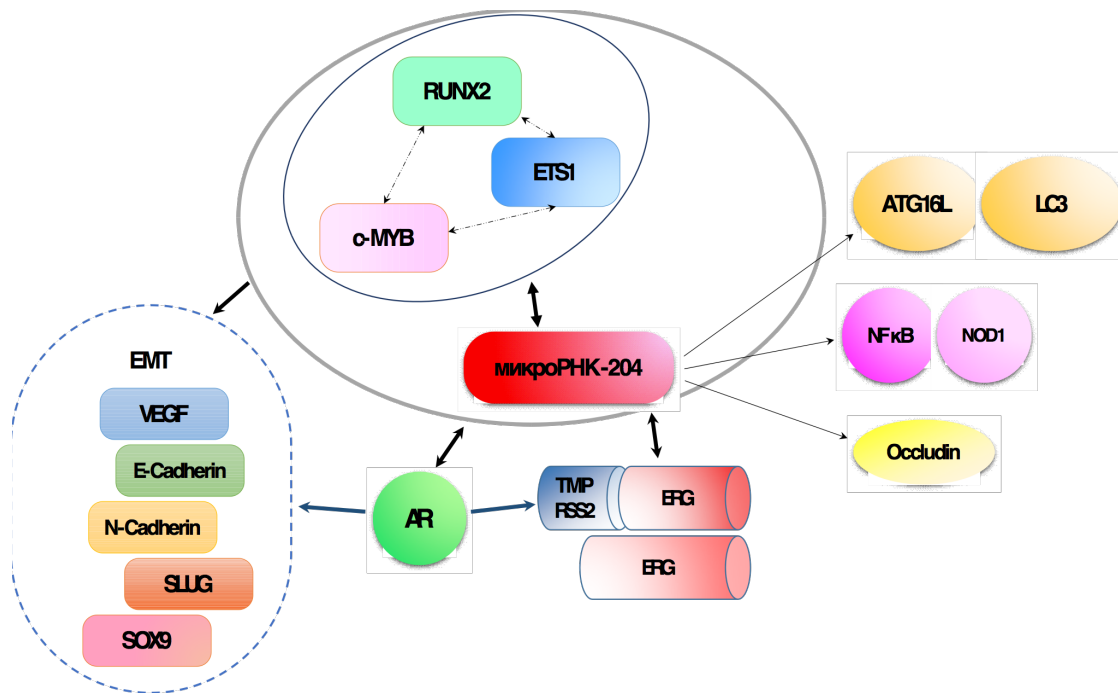 RUNX2
ETS1
c-MYB
ATG16L
LC3
NFκB
NOD1
микроРНК-204
Occludin
EMT
VEGF
E-Cadherin
N-Cadherin
SLUG
SOX9
AR
TMP
RSS2
ERG
ERG